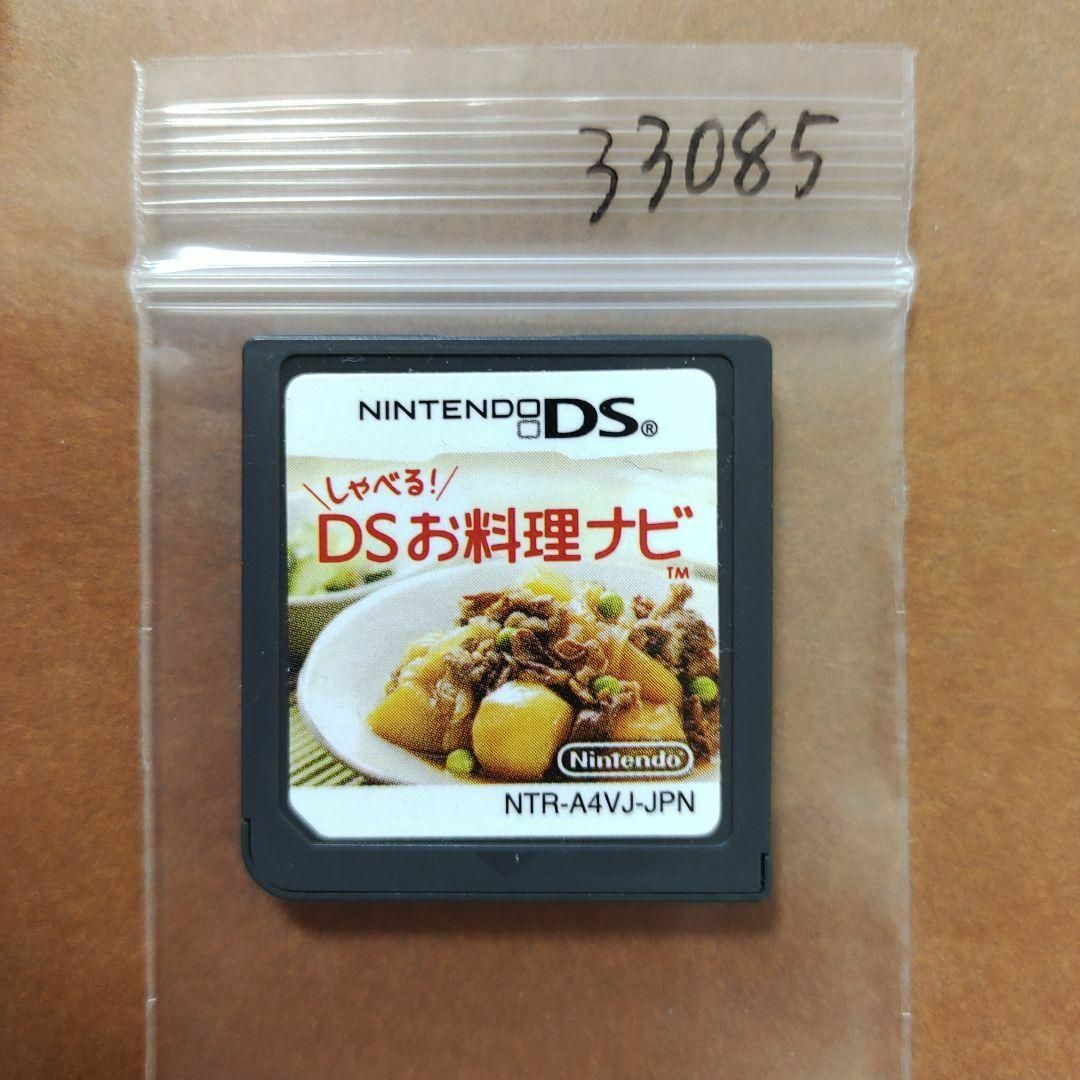 33085
NINTENDO DS®
\しゃべる!/
DSお料理ナビ
TM
Nintendo
NTR-A4VJ-JPN